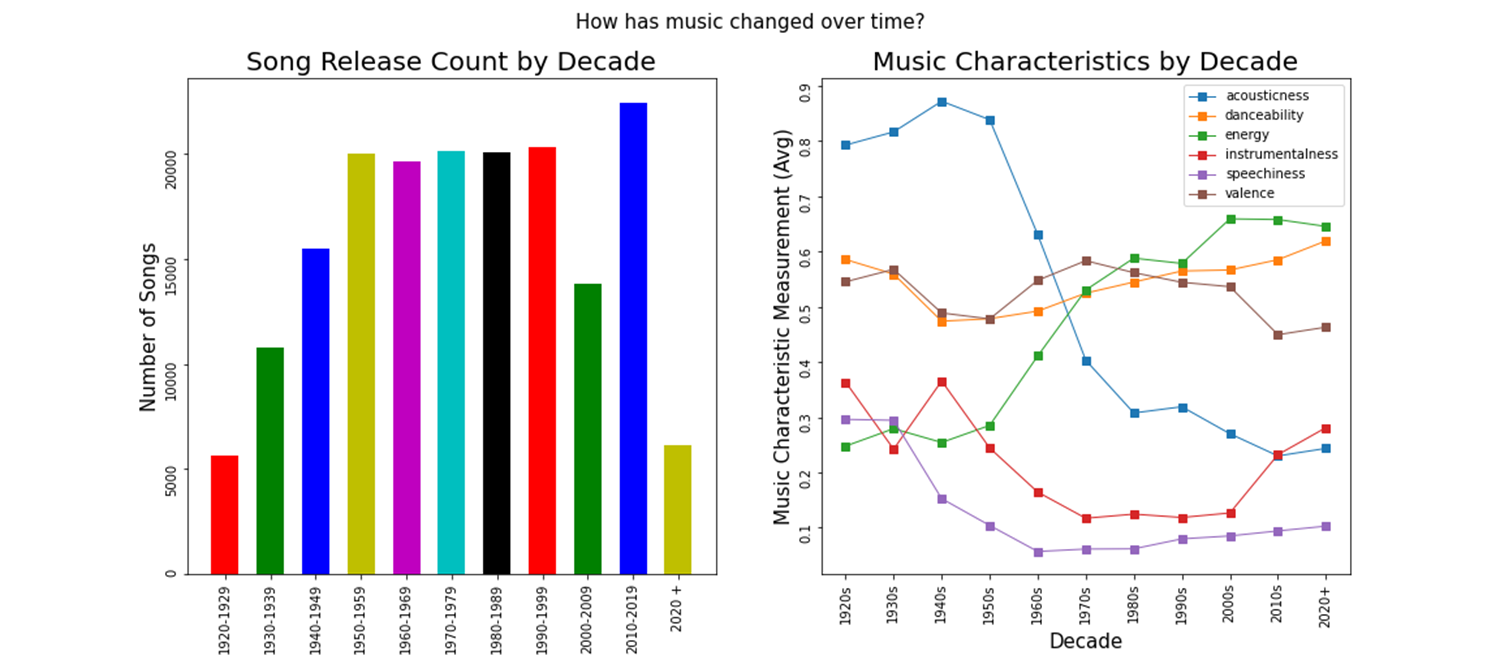 How has music changed over time?
Song Release Count by Decade
Number of Songs
20000
15000
10000
5000
0
1920-1929
1930-1939
1940-1949
1950-1959
1960-1969
1970-1979
1980-1989
1990-1999
2000-2009
2010-2019
2020 +
Music Characteristics by Decade
Music Characteristic Measurement (Avg)
0.9
0.8
0.7
0.6
0.5
0.4
0.3
0.2
0.1
acousticness
danceability
energy
instrumentalness
speechiness
valence
1920s
1930s
1940s
1950s
1960s
1970s
1980s
1990s
2000s
2010s
2020+
Decade